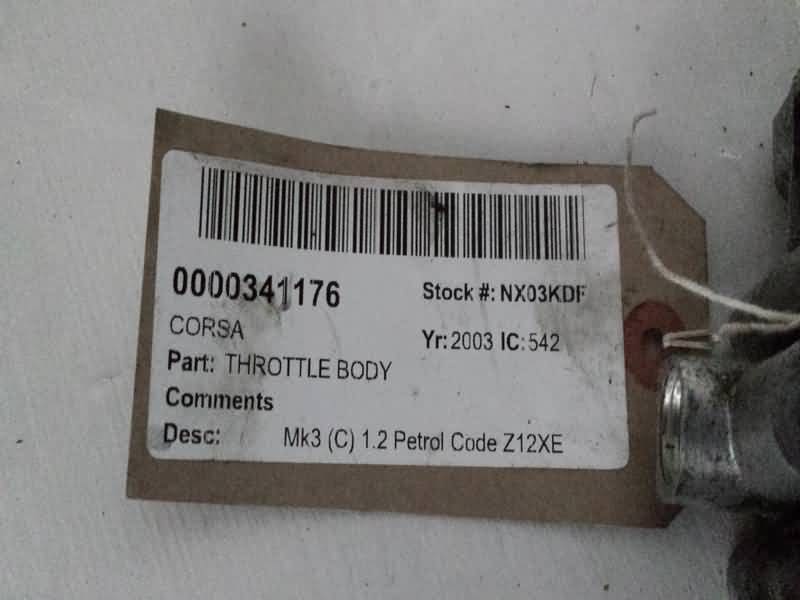 0000341176 Stock #: NX03KDF
CORSA Yr: 2003 IC: 542
Part: THROTTLE BODY
Comments
Desc: Mk3 (C) 1.2 Petrol Code Z12XE